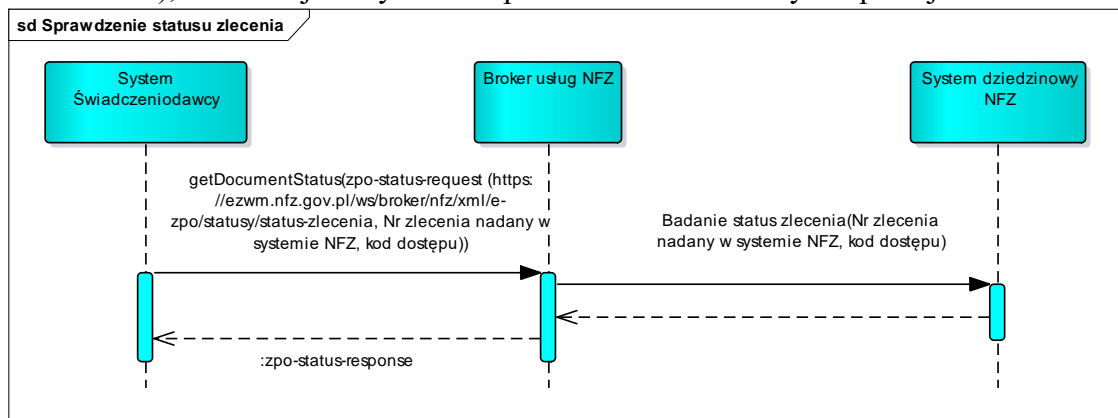 sd Sprawdzenie statusu zlecenia
System
Świadczeniodawcy
Broker usług NFZ
System dziedzinowy
NFZ
getDocumentStatus(zpo-status-request (https:
//ezwm.nfz.gov.pl/ws/broker/nfz/xml/e-
zpo/statusy/status-zlecenia, Nr zlecenia nadany w
systemie NFZ, kod dostępu))
Badanie status zlecenia(Nr zlecenia
nadany w systemie NFZ, kod dostępu)
:zpo-status-response